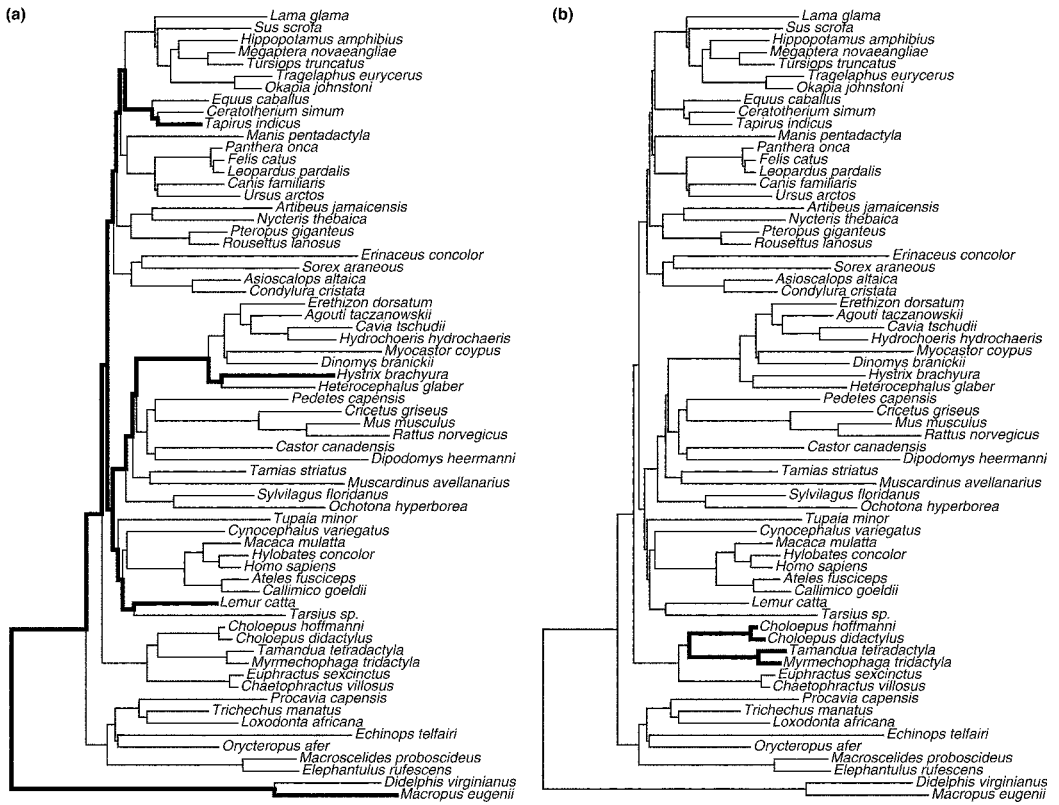 (a)
Lama glama
Sus scrofa
Hippopotamus amphibius
Megaptera novaeangliae
Tursiops truncatus
Tragelaphus eurycerus
Okapia johnstoni
Equus caballus
Ceratotherium simum
Tapirus indicus
Manis pentadactyla
Panthera onca
Felis catus
Leopardus pardalis
Canis familiaris
Ursus arctos
Artibeus jamaicensis
Nycteris thebaica
Pteropus giganteus
Rousettus lanosus
Erinaceus concolor
Sorex araneous
Asioscalops altaica
Condylura cristata
Erethizon dorsatum
Agouti taczanowskii
Cavia tschudii
Hydrochoeris hydrochaeris
Myocastor coypus
Dinomys branickii
Hystrix brachyura
Heterocephalus glaber
Pedetes capensis
Cricetus griseus
Mus musculus
Rattus norvegicus
Castor canadensis
Dipodomys heermanni
Tamias striatus
Muscardinus avellanarius
Sylvilagus floridanus
Ochotona hyperborea
Tupaia minor
Cynocephalus variegatus
Macaca mulatta
Hylobates concolor
Homo sapiens
Ateles fusciceps
Callimico goeldii
Lemur catta
Tarsius sp.
Choloepus hoffmanni
Choloepus didactylus
Tamandua tetradactyla
Myrmechophaga tridactyla
Euphractus sexcinctus
Chaetophractus villosus
Procavia capensis
Trichechus manatus
Loxodonta africana
Echinops telfairi
Orycteropus afer
Macroscelides proboscideus
Elephantulus rufescens
Didelphis virginianus
Macropus eugenii
(b)
Lama glama
Sus scrofa
Hippopotamus amphibius
Megaptera novaeangliae
Tursiops truncatus
Tragelaphus eurycerus
Okapia johnstoni
Equus caballus
Ceratotherium simum
Tapirus indicus
Manis pentadactyla
Panthera onca
Felis catus
Leopardus pardalis
Canis familiaris
Ursus arctos
Artibeus jamaicensis
Nycteris thebaica
Pteropus giganteus
Rousettus lanosus
Erinaceus concolor
Sorex araneous
Asioscalops altaica
Condylura cristata
Erethizon dorsatum
Agouti taczanowskii
Cavia tschudii
Hydrochoeris hydrochaeris
Myocastor coypus
Dinomys branickii
Hystrix brachyura
Heterocephalus glaber
Pedetes capensis
Cricetus griseus
Mus musculus
Rattus norvegicus
Castor canadensis
Dipodomys heermanni
Tamias striatus
Muscardinus avellanarius
Sylvilagus floridanus
Ochotona hyperborea
Tupaia minor
Cynocephalus variegatus
Macaca mulatta
Hylobates concolor
Homo sapiens
Ateles fusciceps
Callimico goeldii
Lemur catta
Tarsius sp.
Choloepus hoffmanni
Choloepus didactylus
Tamandua tetradactyla
Myrmechophaga tridactyla
Euphractus sexcinctus
Chaetophractus villosus
Procavia capensis
Trichechus manatus
Loxodonta africana
Echinops telfairi
Orycteropus afer
Macroscelides proboscideus
Elephantulus rufescens
Didelphis virginianus
Macropus eugenii